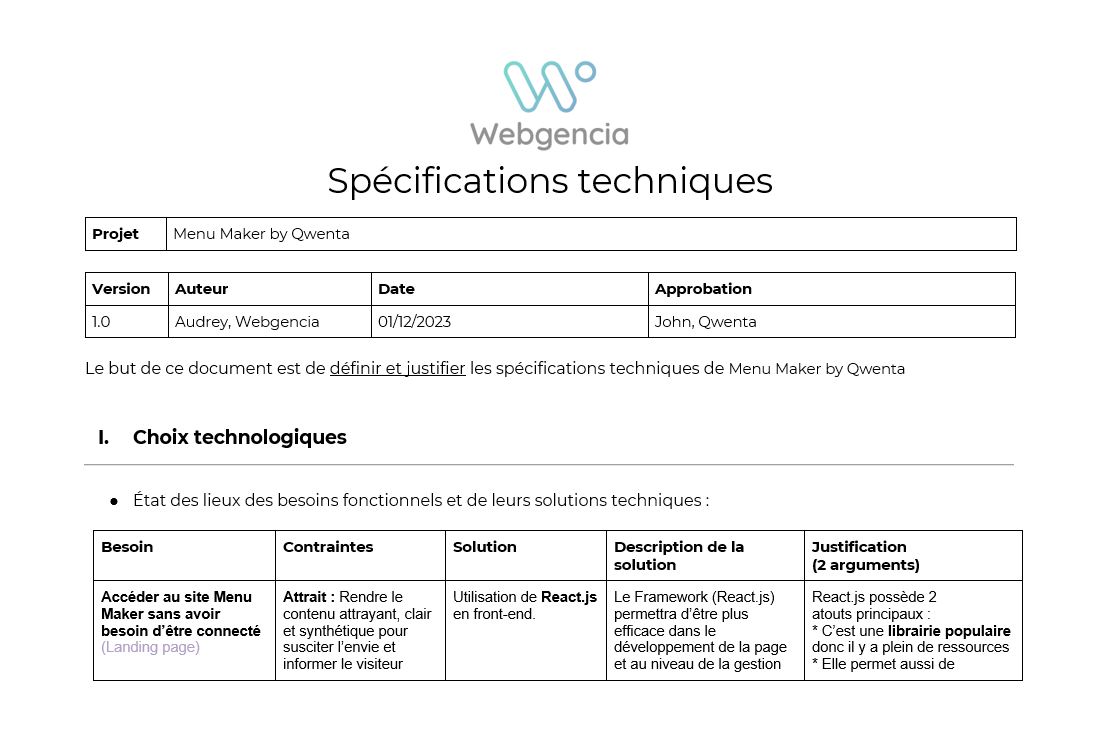 Webgencia
Spécifications techniques
Projet Menu Maker by Qwenta
Version Auteur Date Approbation
1.0 Audrey, Webgencia 01/12/2023 John, Qwenta
Le but de ce document est de définir et justifier les spécifications techniques de Menu Maker by Qwenta
I. Choix technologiques
● État des lieux des besoins fonctionnels et de leurs solutions techniques :
Besoin
Contraintes
Solution
Description de la
solution
Justification
(2 arguments)
Accéder au site Menu
Maker sans avoir
besoin d’être connecté
(Landing page)
Attrait : Rendre le
contenu attrayant, clair
et synthétique pour
susciter l’envie et
informer le visiteur
Utilisation de React.js
en front-end.
Le Framework (React.js)
permettra d’être plus
efficace dans le
développement de la page
et au niveau de la gestion
React.js possède 2
atouts principaux :
* C’est une librairie populaire
donc il y a plein de ressources
* Elle permet aussi de